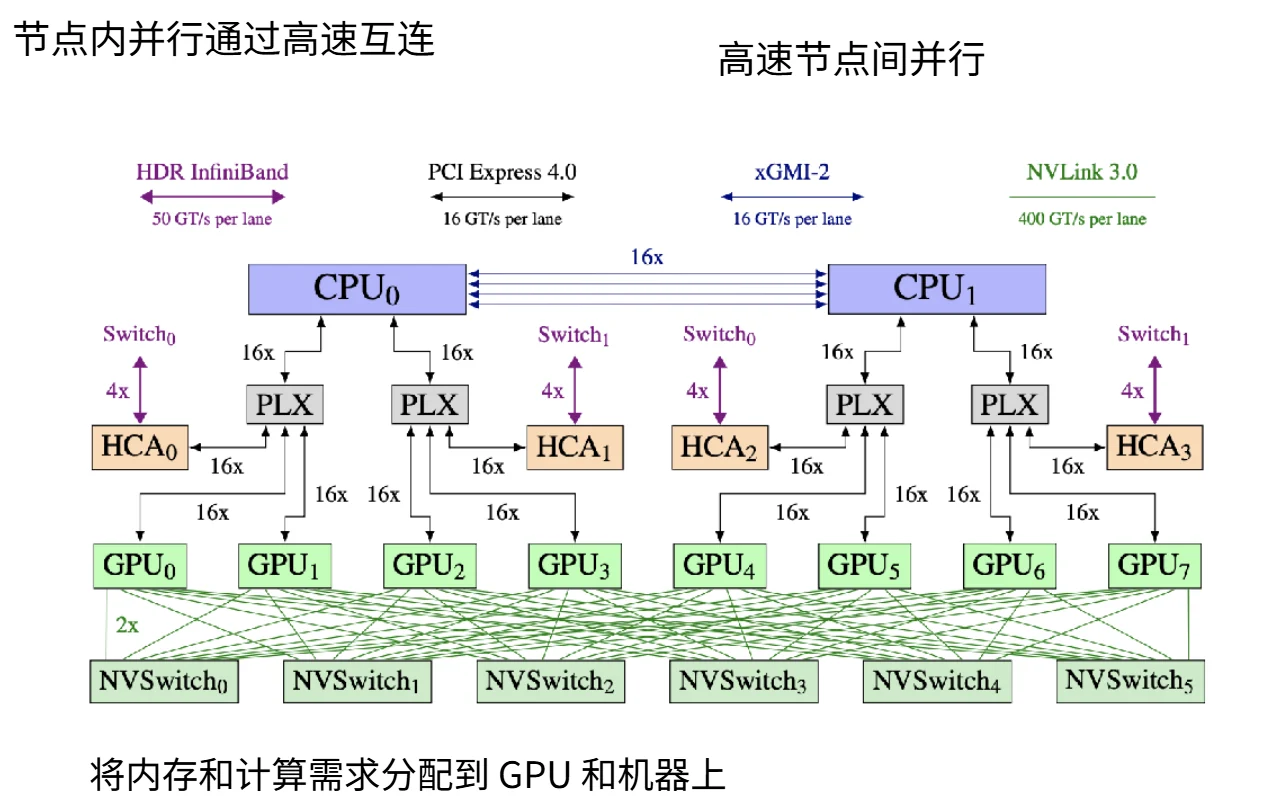 节点内并行通过高速互连
高速节点间并行
HDR InfiniBand
PCI Express 4.0
xGMI-2
NVLink 3.0
50 GT/s per lane
16 GT/s per lane
16 GT/s per lane
400 GT/s per lane
16x
CPU0
CPU1
Switch0
Switch1
Switch0
Switch1
16x
16x
16x
16x
4x
4x
4x
4x
PLX
PLX
PLX
PLX
HCA0
HCA1
HCA2
HCA3
16x
16x
16x
16x
16x
16x
16x
16x
16x
16x
16x
16x
GPU0
GPU1
GPU2
GPU3
GPU4
GPU5
GPU6
GPU7
2x
NVSwitch0
NVSwitch1
NVSwitch2
NVSwitch3
NVSwitch4
NVSwitch5
将内存和计算需求分配到 GPU 和机器上